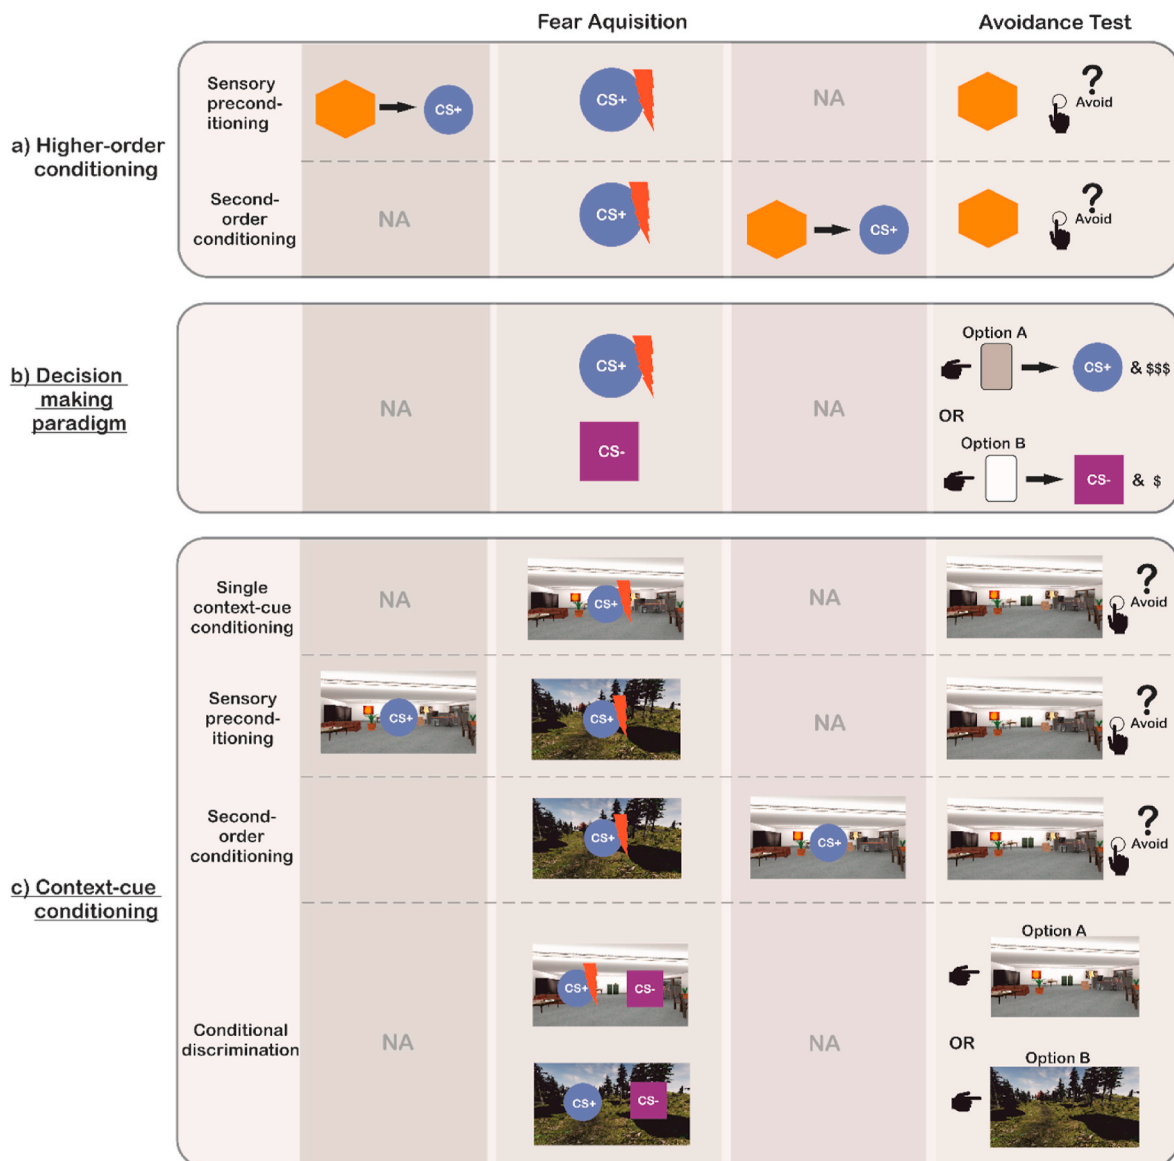 Fear Aquisition
Avoidance Test
a) Higher-order
conditioning
Sensory
precond-
itioning
CS+
CS+
NA
?
Avoid
Second-
order
conditioning
NA
CS+
CS+
?
Avoid
b) Decision
making
paradigm
NA
CS+
CS-
NA
Option A
CS+ & $$$
OR
Option B
CS- & $
c) Context-cue
conditioning
Single
context-cue
conditioning
NA
CS+
NA
?
Avoid
Sensory
precond-
itioning
CS+
CS+
NA
?
Avoid
Second-
order
conditioning
CS+
CS+
?
Avoid
Conditional
discrimination
NA
CS+ CS-
CS+ CS-
NA
Option A
OR
Option B